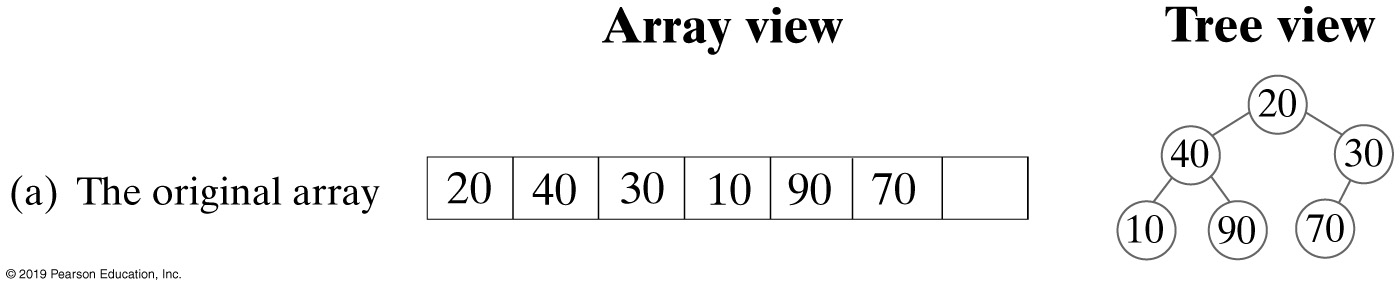 Array view
Tree view
(a) The original array
20 40 30 10 90 70
20
40 30
10 90 70
© 2019 Pearson Education, Inc.